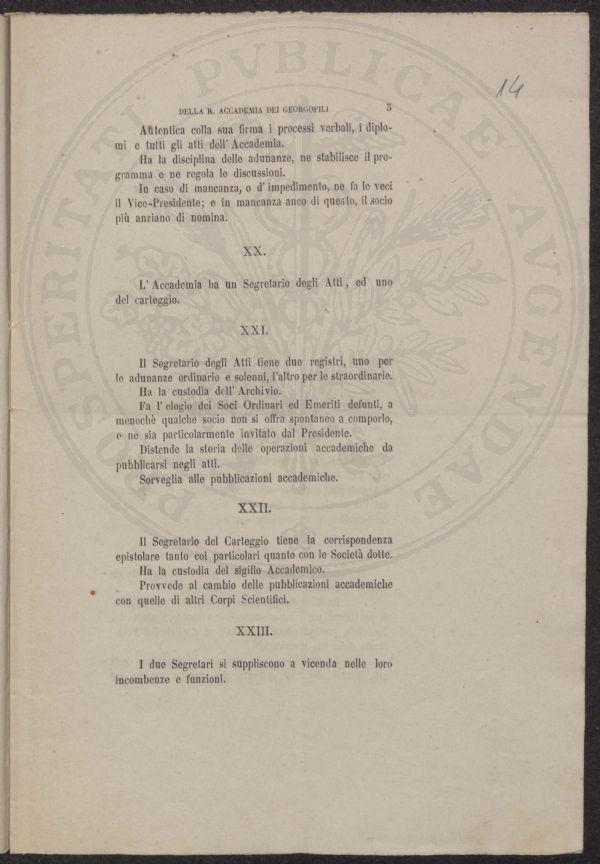 14
DELLA R. ACCADEMIA DEI GEORGOFILI 5
Autentica colla sua firma i processi verbali, i diplo-
mi e tutti gli atti dell' Accademia.
Ha la disciplina delle adunanze, ne stabilisce il pro-
gramma e ne regola le discussioni.
In caso di mancanza, o d' impedimento, ne fa le veci
il Vice-Presidente; e in mancanza anco di questo, il socio
più anziano di nomina.
XX.
L' Accademia ha un Segretario degli Atti, ed uno
del carteggio.
XXI.
Il Segretario degli Atti tiene due registri, uno per
le adunanze ordinarie e solenni, l'altro per le straordinarie.
Ha la custodia dell' Archivio.
Fa l' elogio dei Soci Ordinari ed Emeriti defunti, a
menochè qualche socio non si offra spontaneo a comporlo,
o ne sia particolarmente invitato dal Presidente.
Distende la storia delle operazioni accademiche da
pubblicarsi negli atti.
Sorveglia alle pubblicazioni accademiche.
XXII.
Il Segretario del Carteggio tiene la corrispondenza
epistolare tanto coi particolari quanto con le Società dotte.
Ha la custodia del sigillo Accademico.
Provvede al cambio delle pubblicazioni accademiche
con quelle di altri Corpi Scientifici.
XXIII.
I due Segretari si suppliscono a vicenda nelle loro
incombenze e funzioni.
PROSPERITATI PVBLICAE AVGENDAE